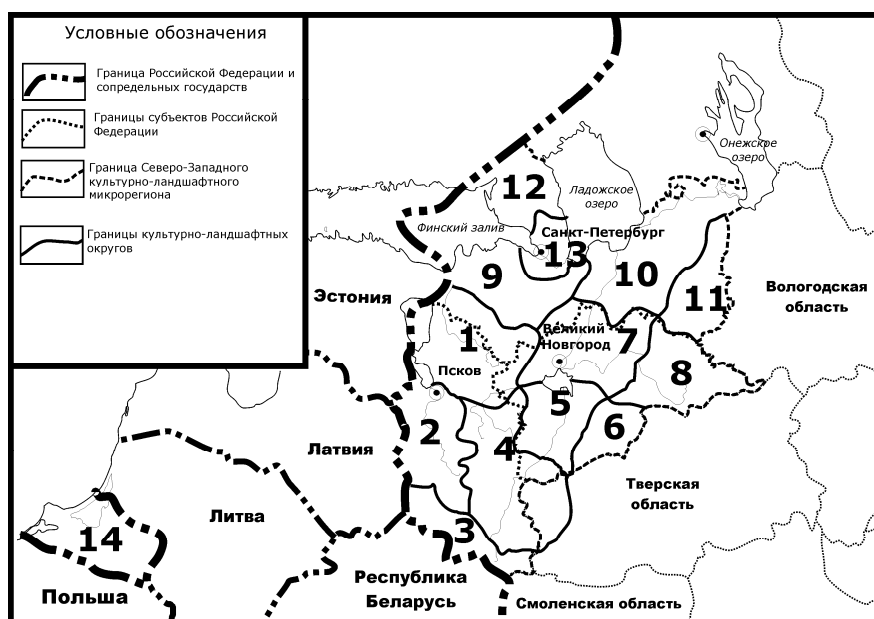 Условные обозначения
Граница Российской Федерации и
сопредельных государств
Границы субъектов Российской
Федерации
Граница Северо-Западного
культурно-ландшафтного
микрорегиона
Границы культурно-ландшафтных
округов
Онежское
озеро
12
Ладожское
озеро
Финский залив
Санкт-Петербург
13
9
10
11
Эстония
Вологодская
область
1
Великий
Новгород
7
Псков
8
5
2
6
4
Латвия
Тверская
область
Литва
3
14
Польша
Республика
Беларусь
Смоленская область